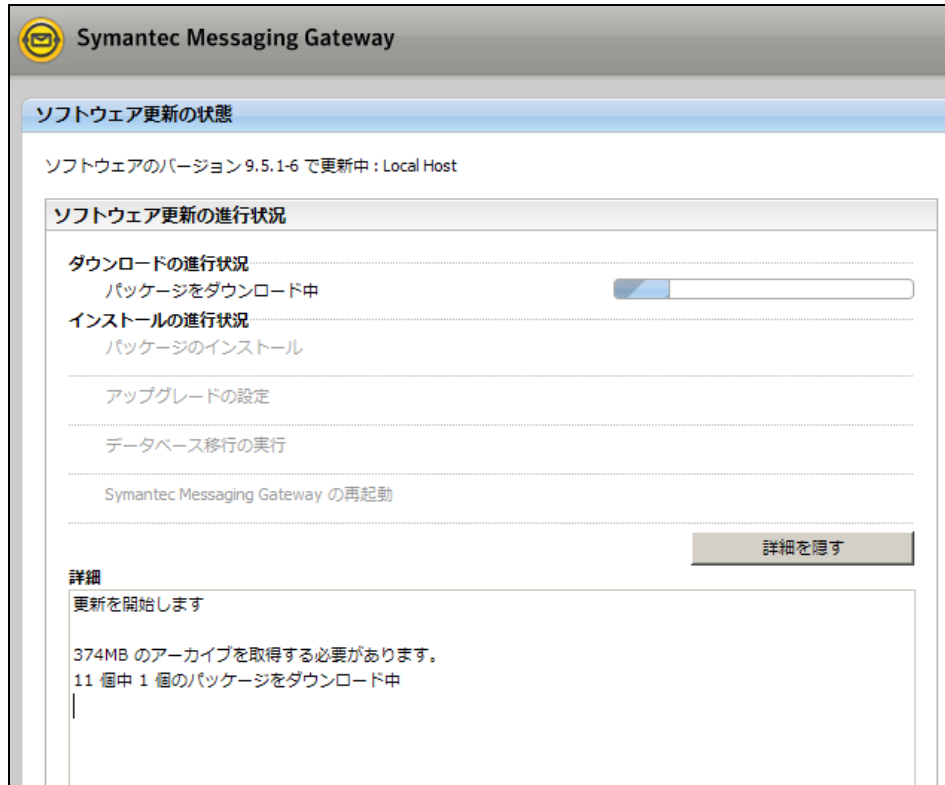 Symantec Messaging Gateway
ソフトウェア更新の状態
ソフトウェアのバージョン 9.5.1-6 で更新中 : Local Host
ソフトウェア更新の進行状況
ダウンロードの進行状況
パッケージをダウンロード中
インストールの進行状況
パッケージのインストール
アップグレードの設定
データベース移行の実行
Symantec Messaging Gateway の再起動
詳細を隠す
詳細
更新を開始します
374MB のアーカイブを取得する必要があります。
11 個中 1 個のパッケージをダウンロード中